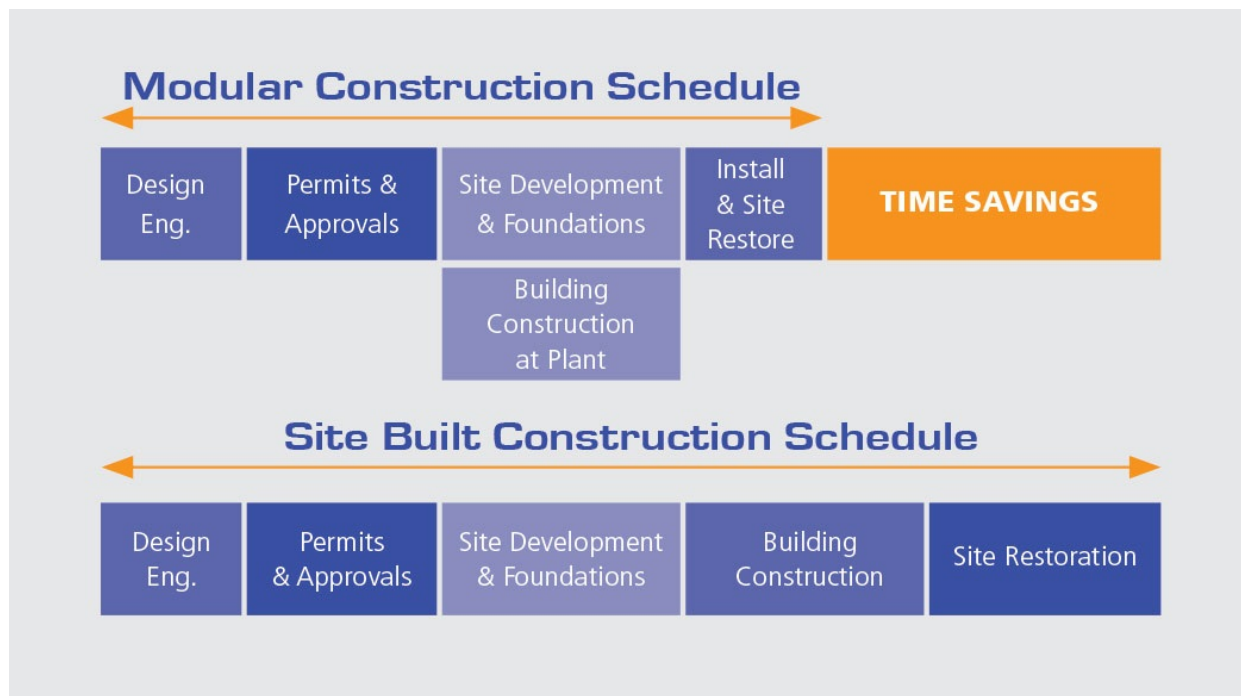 Modular Construction Schedule
Design
Eng.
Permits &
Approvals
Site Development
& Foundations
Install
& Site
Restore
TIME SAVINGS
Building
Construction
at Plant
Site Built Construction Schedule
Design
Eng.
Permits
& Approvals
Site Development
& Foundations
Building
Construction
Site Restoration